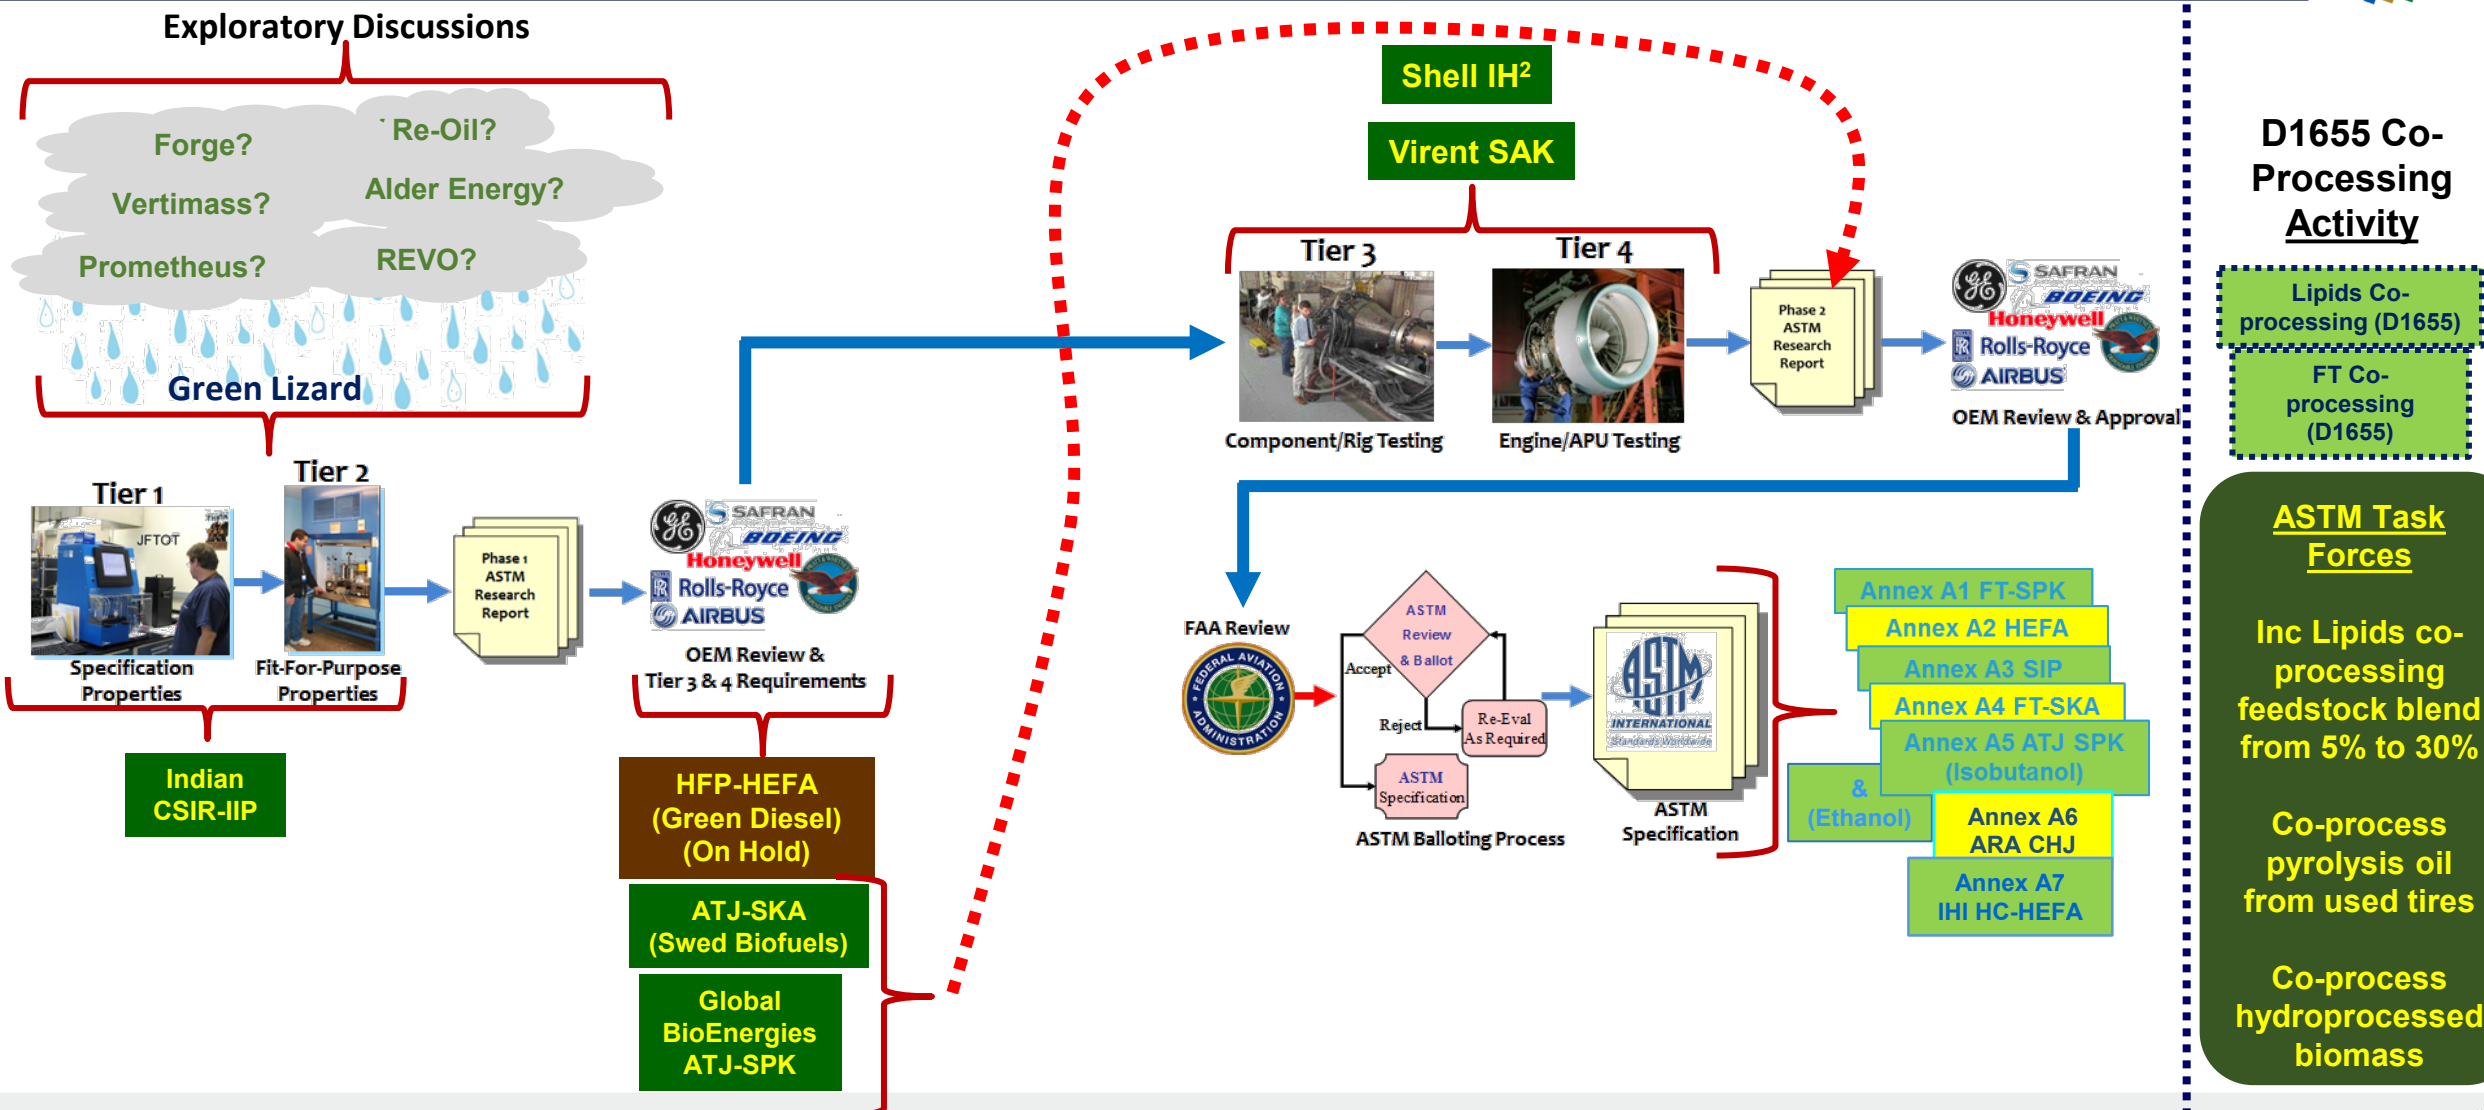 Exploratory Discussions
Forge?
Re-Oil?
Vertimass?
Alder Energy?
Prometheus?
REVO?
Green Lizard
Tier 1
JFTOT
Specification
Properties
Tier 2
Fit-For-Purpose
Properties
Indian
CSIR-IIP
Phase 1
ASTM
Research
Report
GE
SAFRAN
BOEING
Honeywell
Rolls-Royce
AIRBUS
OEM Review &
Tier 3 & 4 Requirements
HFP-HEFA
(Green Diesel)
(On Hold)
ATJ-SKA
(Swed Biofuels)
Global
BioEnergies
ATJ-SPK
Shell IH²
Virent SAK
Tier 3
Component/Rig Testing
Tier 4
Engine/APU Testing
Phase 2
ASTM
Research
Report
GE
SAFRAN
BOEING
Honeywell
Rolls-Royce
AIRBUS
OEM Review & Approval
FAA Review
FEDERAL AVIATION
ADMINISTRATION
ASTM
Review
& Ballot
Accept
Reject
Re-Eval
As Required
ASTM
Specification
ASTM Balloting Process
ASTM
INTERNATIONAL
Standards Worldwide
ASTM
Specification
Annex A1 FT-SPK
Annex A2 HEFA
Annex A3 SIP
Annex A4 FT-SKA
Annex A5 ATJ SPK
(Isobutanol)
&
(Ethanol)
Annex A6
ARA CHJ
Annex A7
IHI HC-HEFA
D1655 Co-
Processing
Activity
Lipids Co-
processing (D1655)
FT Co-
processing
(D1655)
ASTM Task
Forces
Inc Lipids co-
processing
feedstock blend
from 5% to 30%
Co-process
pyrolysis oil
from used tires
Co-process
hydroprocessed
biomass